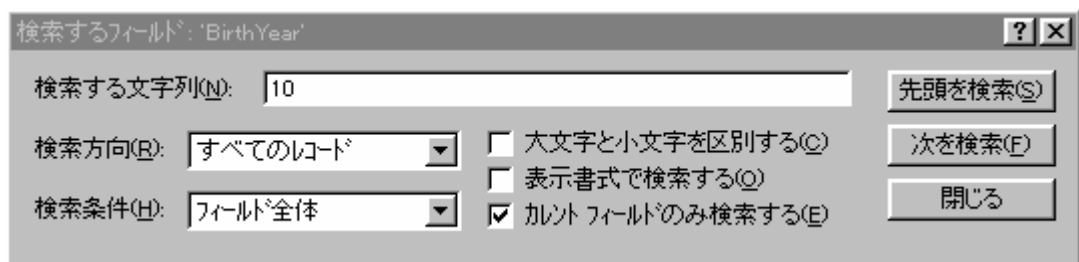 検索するフィールド: 'BirthYear'
検索する文字列(N): 10 先頭を検索(S)
検索方向(R): すべてのレコード 大文字と小文字を区別する(C) 次を検索(F)
表示書式で検索する(O)
検索条件(H): フィールド全体 カレント フィールドのみ検索する(E) 閉じる